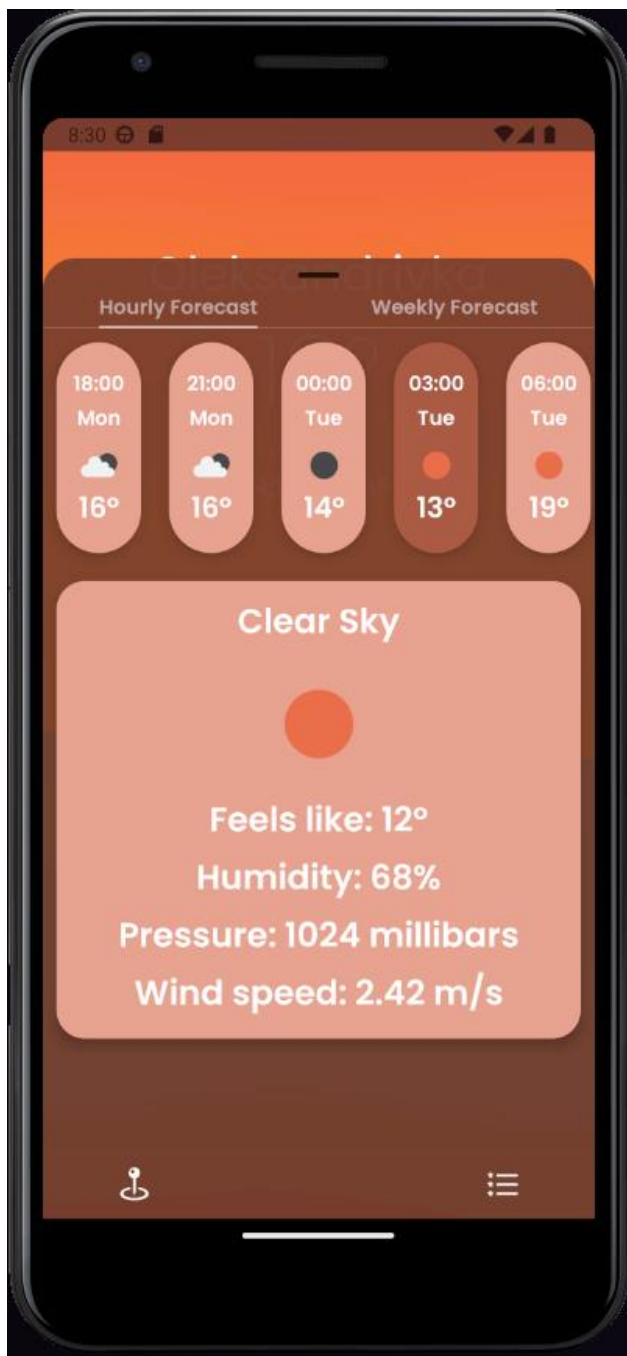 8:30
Oleksandrivka
Hourly Forecast Weekly Forecast
18:00 21:00 00:00 03:00 06:00
Mon Mon Tue Tue Tue
16° 16° 14° 13° 19°
Clear Sky
Feels like: 12°
Humidity: 68%
Pressure: 1024 millibars
Wind speed: 2.42 m/s